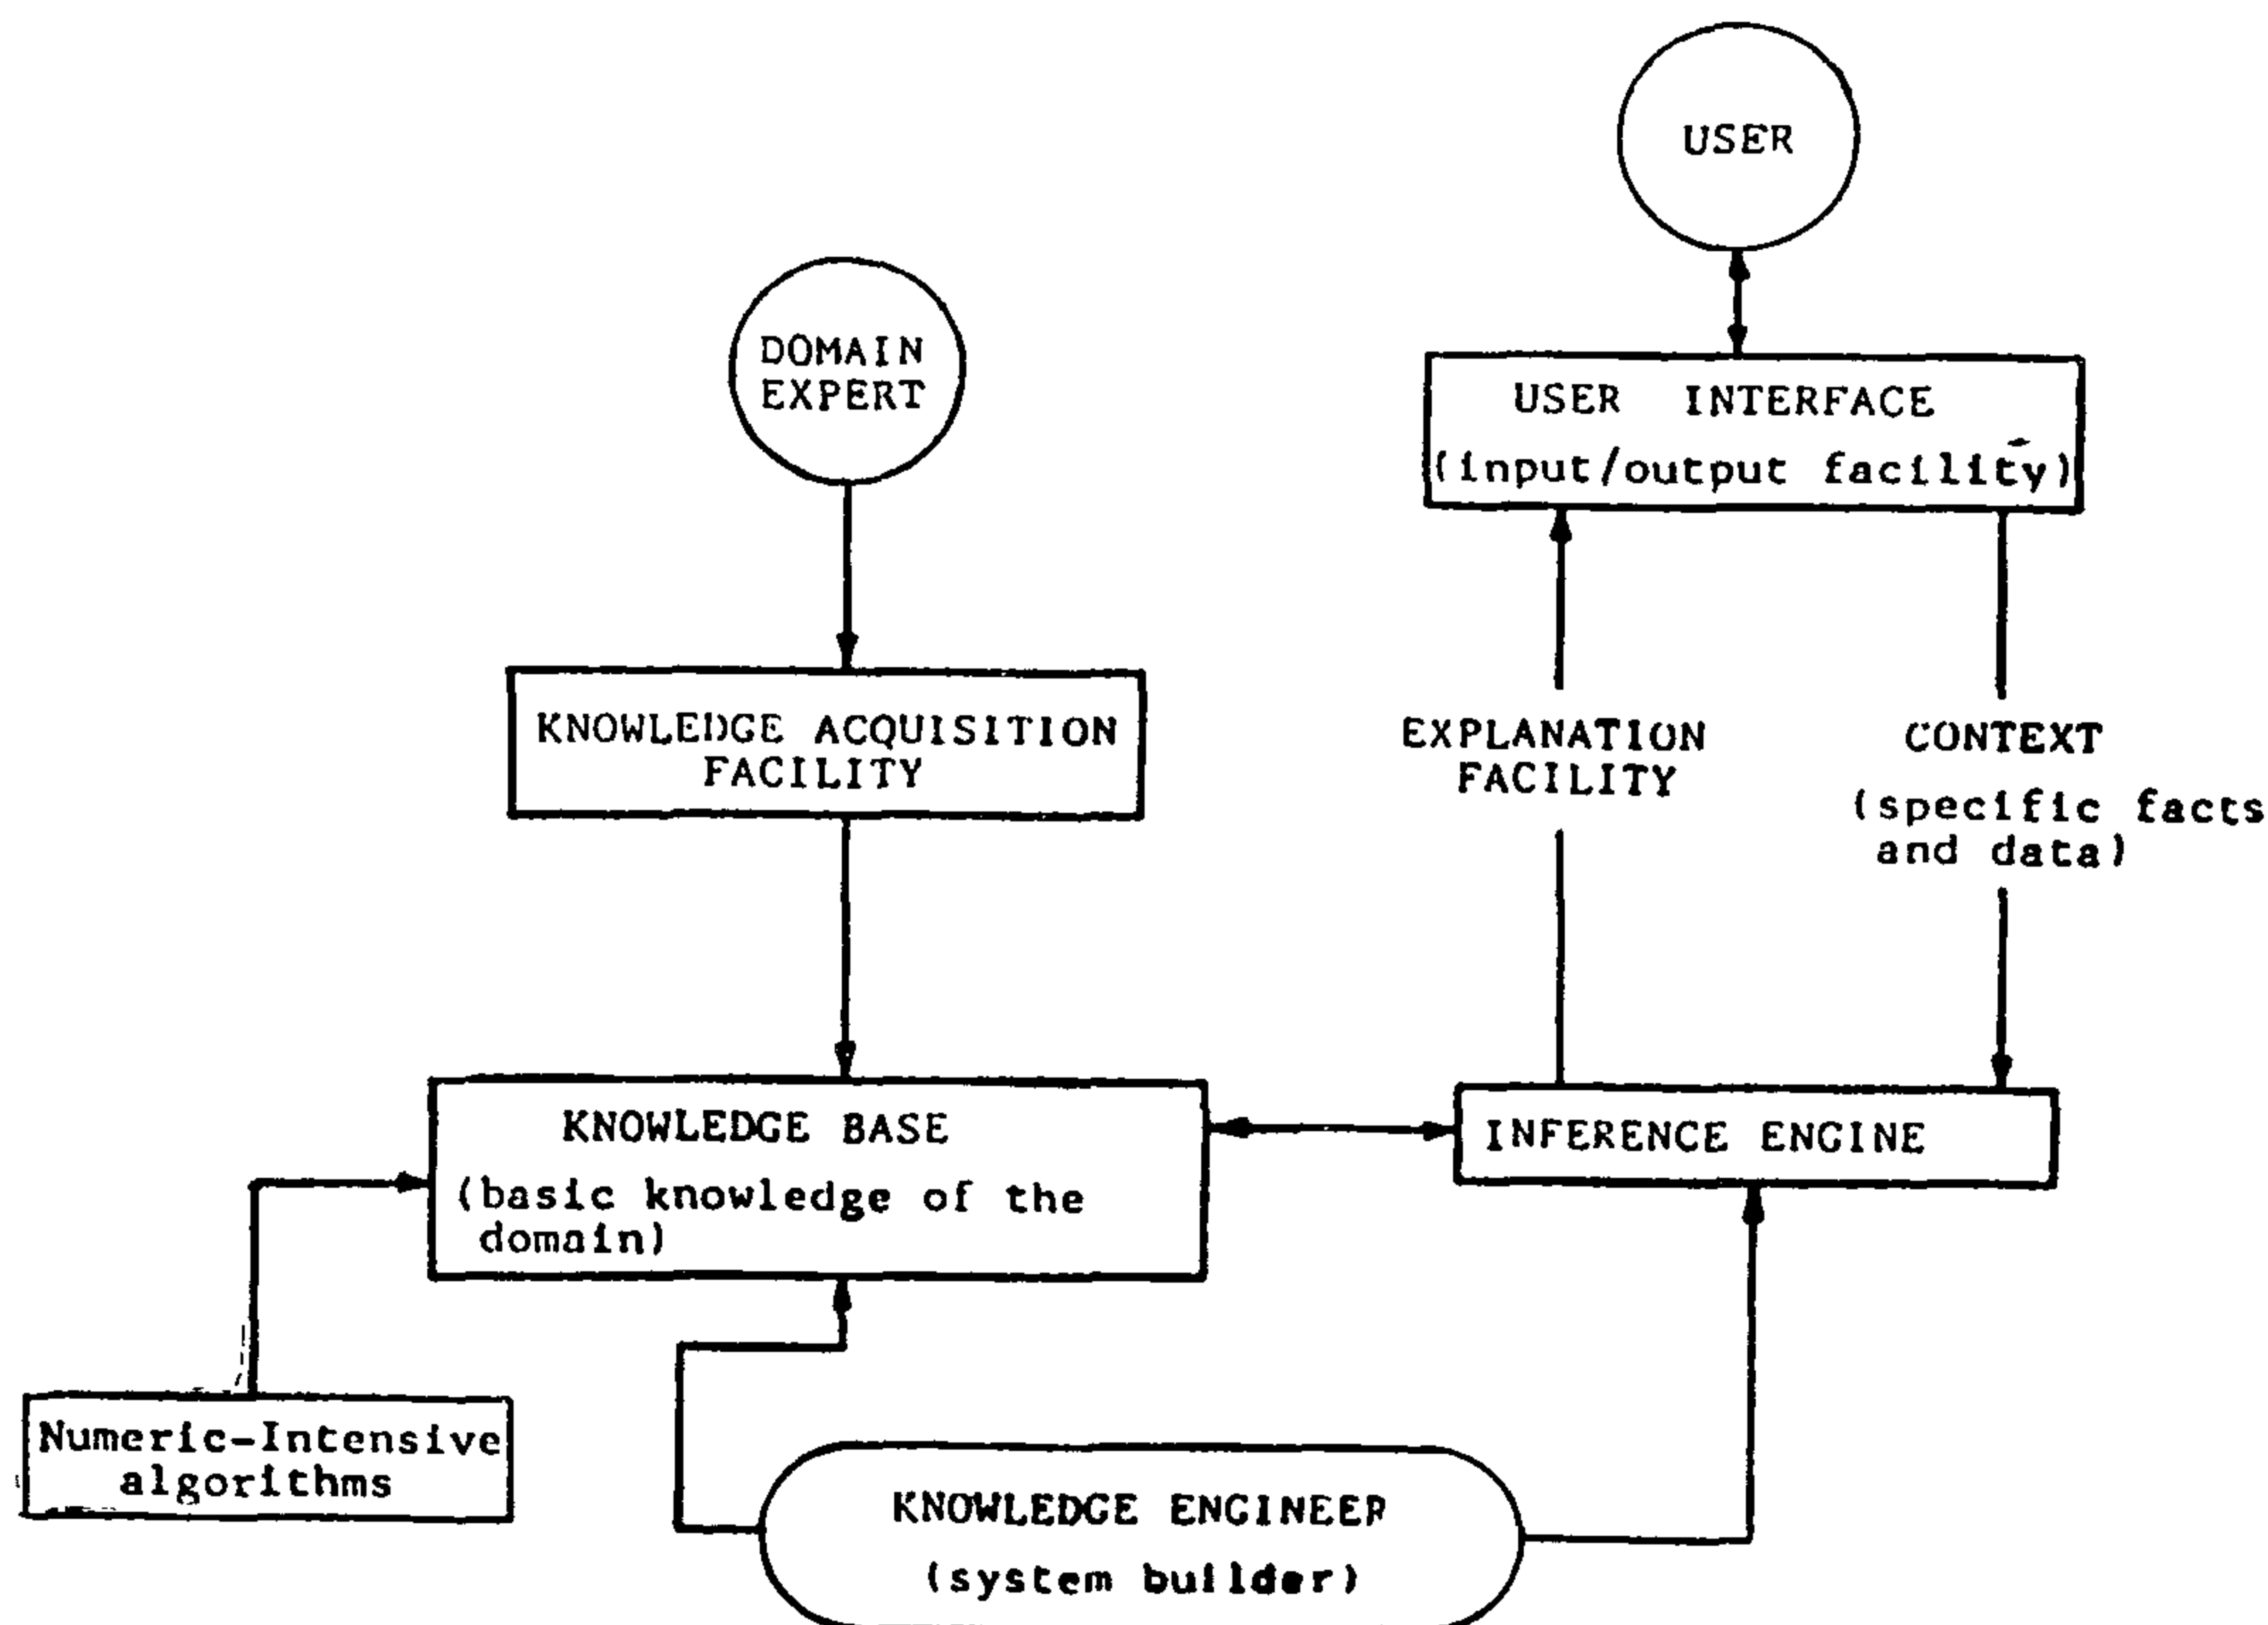 USER
DOMAIN
EXPERT
USER INTERFACE
(input/output facility)
KNOWLEDGE ACQUISITION
FACILITY
EXPLANATION
FACILITY
CONTEXT
(specific facts
and data)
KNOWLEDGE BASE
(basic knowledge of the
domain)
INFERENCE ENGINE
Numeric-Intensive
algorithms
KNOWLEDGE ENGINEER
(system builder)